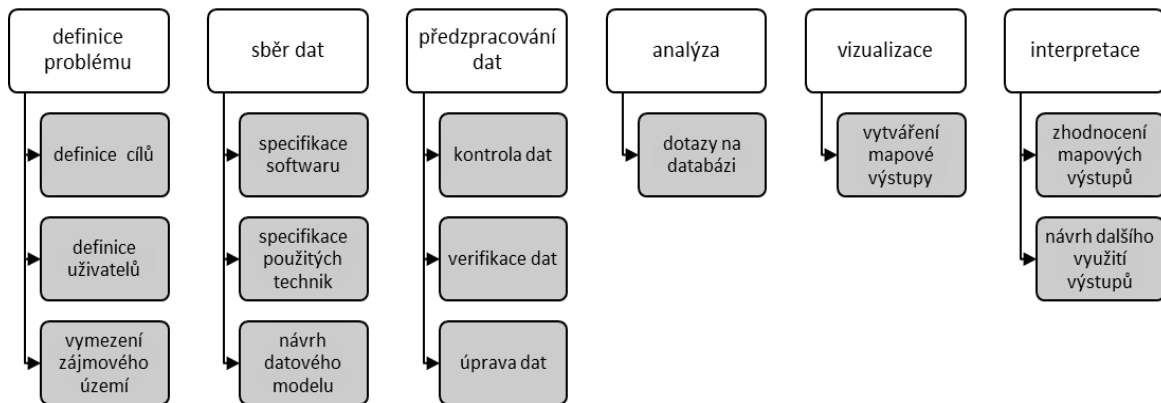 definice
problému
sběr dat
předzpracování
dat
analýza
vizualizace
interpretace
definice cílů
specifikace
softwaru
kontrola dat
dotazy na
databázi
vytváření
mapové
výstupy
zhodnocení
mapových
výstupů
definice
uživatelů
specifikace
použitých
technik
verifikace dat
návrh dalšího
využití
výstupů
vymezení
zájmového
území
návrh
datového
modelu
úprava dat